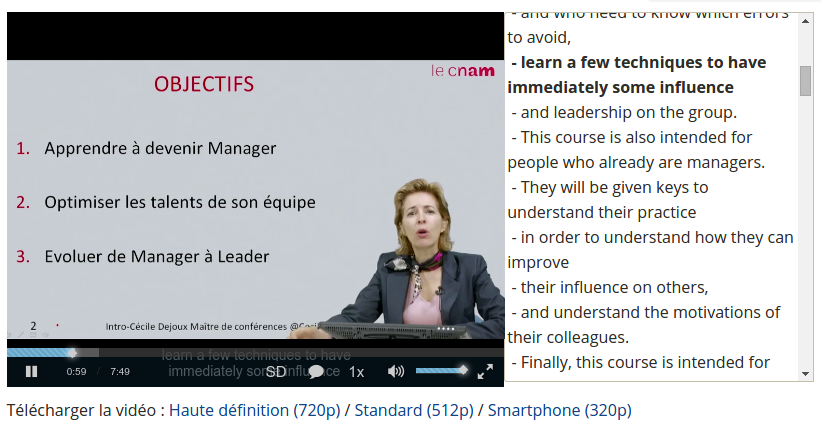 le cnam
OBJECTIFS
1. Apprendre à devenir Manager
2. Optimiser les talents de son équipe
3. Evoluer de Manager à Leader
2
Intro-Cécile Dejoux Maître de conférences
learn a few techniques to have
immediately some influence
0:59 / 7:49
SD
1x
- and who need to know which errors
to avoid,
- learn a few techniques to have
immediately some influence
- and leadership on the group.
- This course is also intended for
people who already are managers.
- They will be given keys to
understand their practice
- in order to understand how they can
improve
- their influence on others,
- and understand the motivations of
their colleagues.
- Finally, this course is intended for
Télécharger la vidéo : Haute définition (720p) / Standard (512p) / Smartphone (320p)